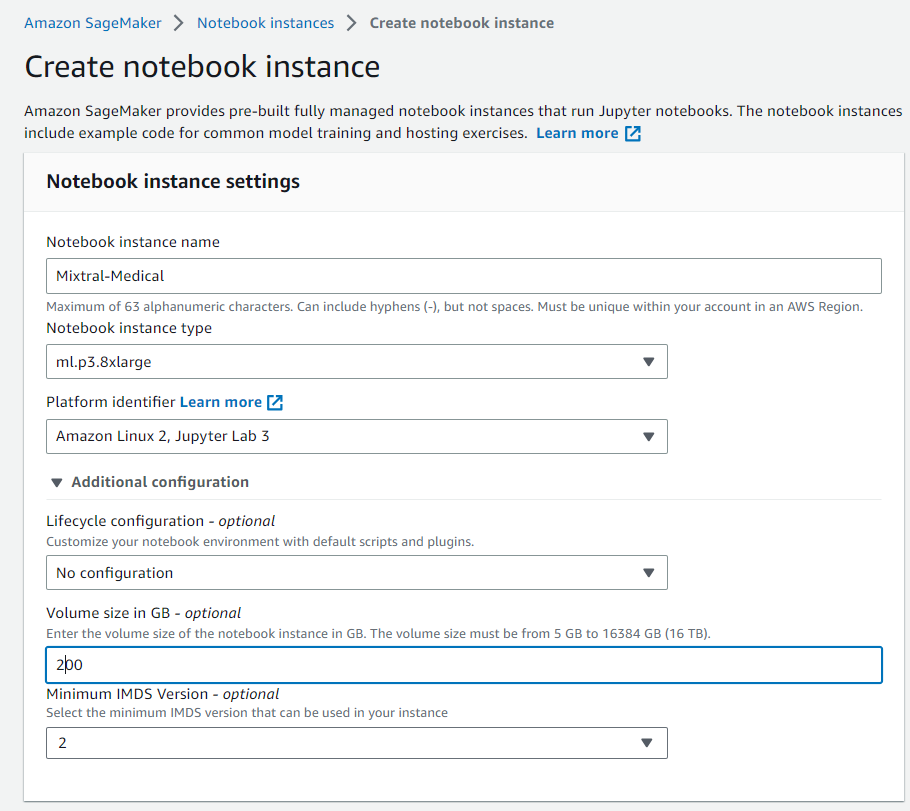 Amazon SageMaker > Notebook instances > Create notebook instance
Create notebook instance
Amazon SageMaker provides pre-built fully managed notebook instances that run Jupyter notebooks. The notebook instances
include example code for common model training and hosting exercises. Learn more
Notebook instance settings
Notebook instance name
Mixtral-Medical
Maximum of 63 alphanumeric characters. Can include hyphens (-), but not spaces. Must be unique within your account in an AWS Region.
Notebook instance type
ml.p3.8xlarge
Platform identifier Learn more
Amazon Linux 2, Jupyter Lab 3
Additional configuration
Lifecycle configuration - optional
Customize your notebook environment with default scripts and plugins.
No configuration
Volume size in GB - optional
Enter the volume size of the notebook instance in GB. The volume size must be from 5 GB to 16384 GB (16 TB).
200
Minimum IMDS Version - optional
Select the minimum IMDS version that can be used in your instance
2